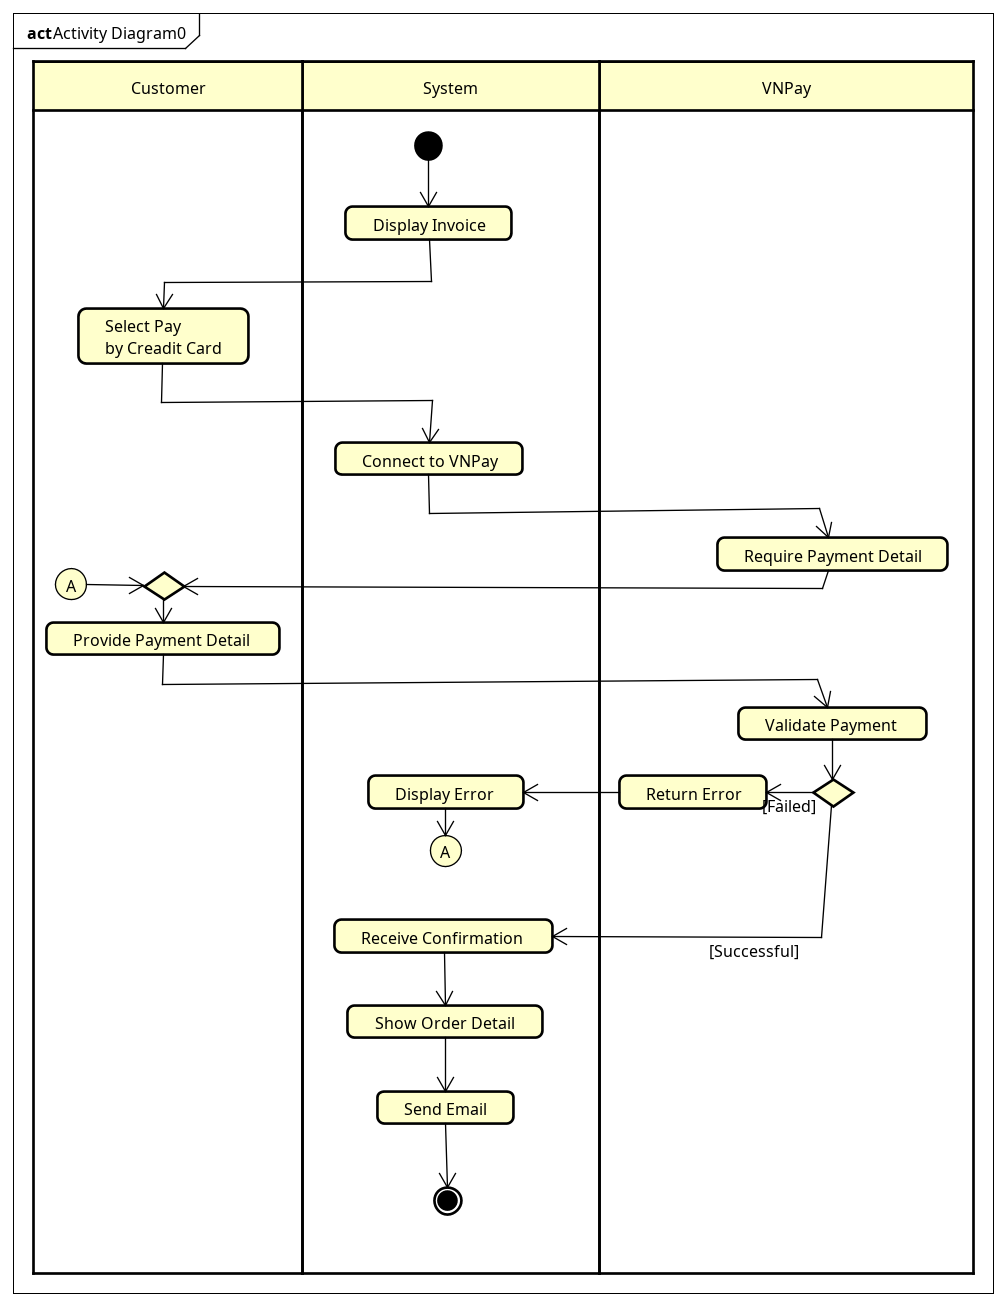 act Activity Diagram0
Customer
System
VNPay
Display Invoice
Select Pay
by Creadit Card
Connect to VNPay
Require Payment Detail
A
Provide Payment Detail
Validate Payment
Display Error
Return Error
[Failed]
A
Receive Confirmation
[Successful]
Show Order Detail
Send Email